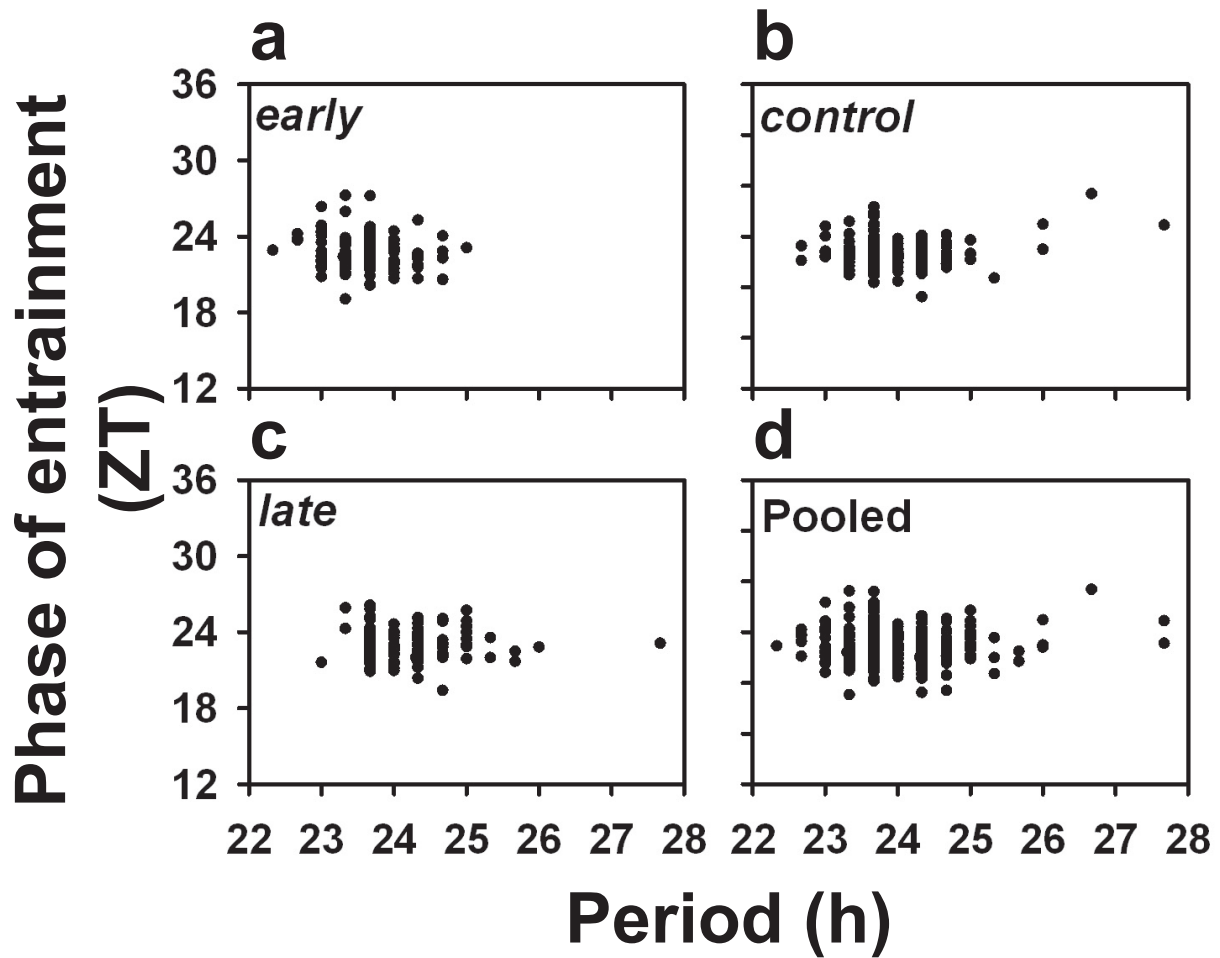 a
b
36
30
24
18
12
early
control
Phase of entrainment
(ZT)
c
d
36
30
24
18
12
late
Pooled
22 23 24 25 26 27 28
22 23 24 25 26 27 28
Period (h)